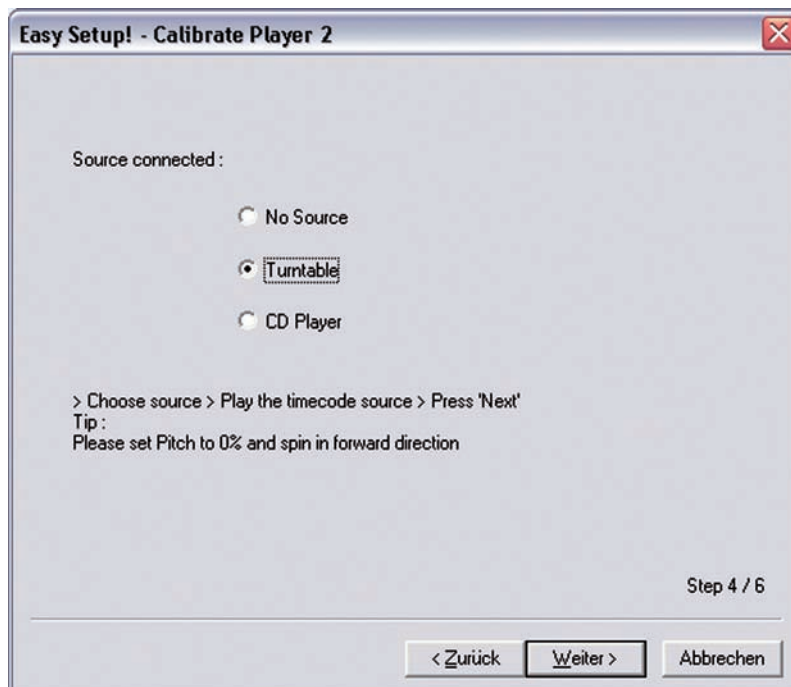 Easy Setup! - Calibrate Player 2
Source connected :
No Source
Turntable
CD Player
> Choose source > Play the timecode source > Press 'Next'
Tip :
Please set Pitch to 0% and spin in forward direction
Step 4 / 6
< Zurück
Weiter >
Abbrechen